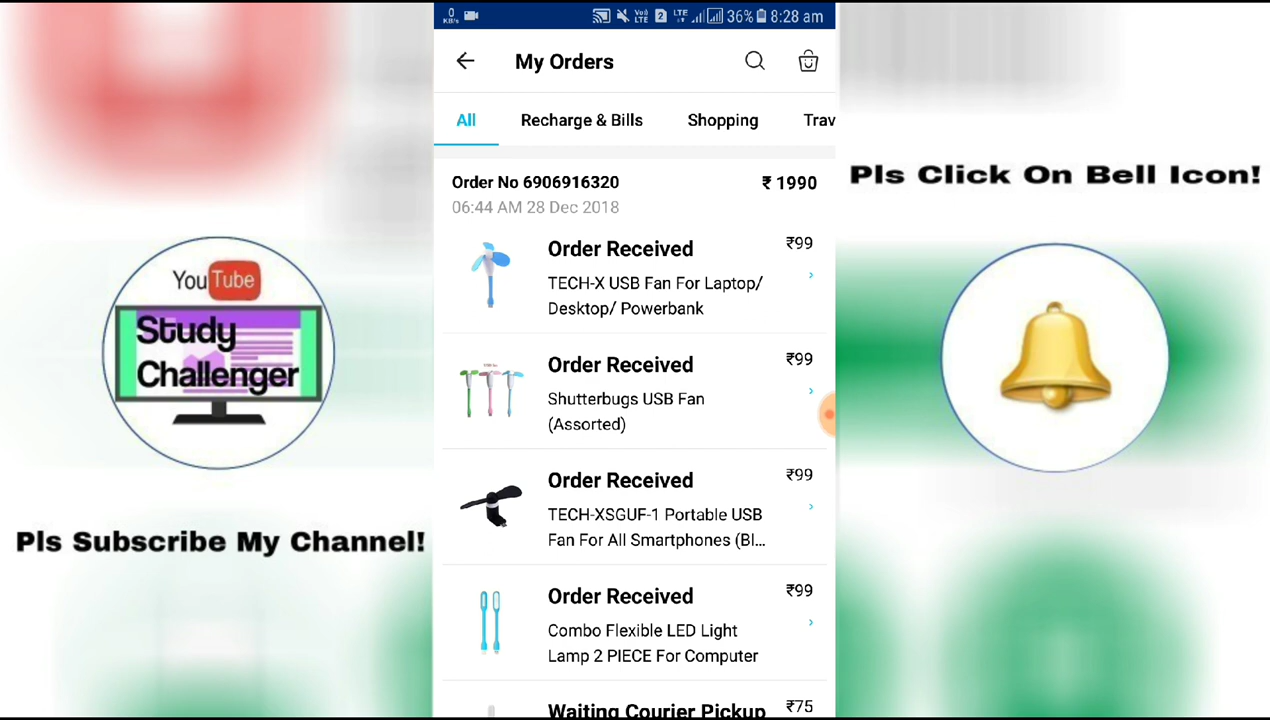 0
KB/s
Vo))
LTE
2
LTE
36%
8:28 am
My Orders
All
Recharge & Bills
Shopping
Trav
Order No 6906916320
₹ 1990
06:44 AM 28 Dec 2018
Order Received
₹99
TECH-X USB Fan For Laptop/
Desktop/ Powerbank
Order Received
₹99
Shutterbugs USB Fan
(Assorted)
Order Received
₹99
TECH-XSGUF-1 Portable USB
Fan For All Smartphones (Bl...
Order Received
₹99
Combo Flexible LED Light
Lamp 2 PIECE For Computer
Waiting Courier Pickup
₹75
YouTube
Study
Challenger
Pls Subscribe My Channel!
Pls Click On Bell Icon!